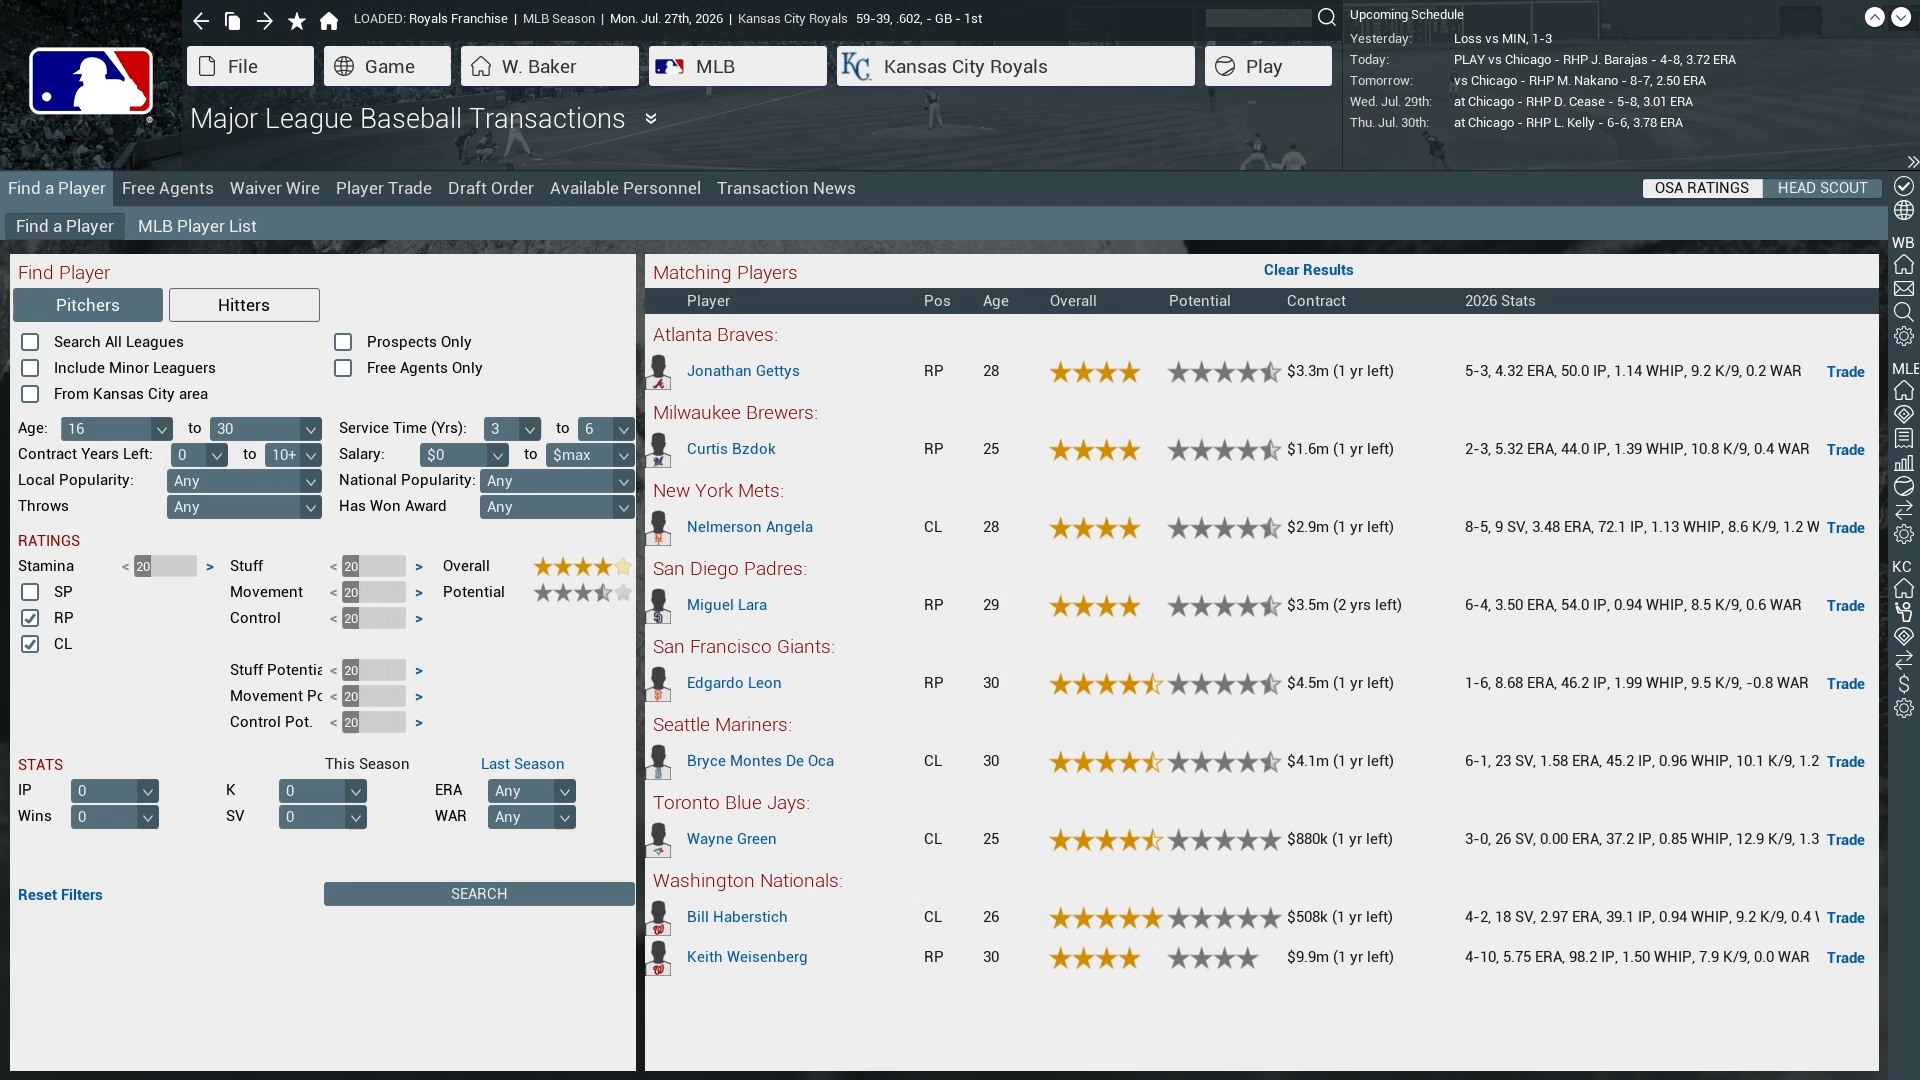 LOADED: Royals Franchise | MLB Season | Mon. Jul. 27th, 2026 | Kansas City Royals 59-39, .602, - GB - 1st
File
Game
W. Baker
MLB
Kansas City Royals
Play
Major League Baseball Transactions
Upcoming Schedule
Yesterday: Loss vs MIN, 1-3
Today: PLAY vs Chicago - RHP J. Barajas - 4-8, 3.72 ERA
Tomorrow: vs Chicago - RHP M. Nakano - 8-7, 2.50 ERA
Wed. Jul. 29th: at Chicago - RHP D. Cease - 5-8, 3.01 ERA
Thu. Jul. 30th: at Chicago - RHP L. Kelly - 6-6, 3.78 ERA
Find a Player Free Agents Waiver Wire Player Trade Draft Order Available Personnel Transaction News
OSA RATINGS HEAD SCOUT
Find a Player MLB Player List
Find Player
Pitchers Hitters
Search All Leagues Prospects Only
Include Minor Leaguers Free Agents Only
From Kansas City area
Age: 16 to 30 Service Time (Yrs): 3 to 6
Contract Years Left: 0 to 10+ Salary: $0 to $max
Local Popularity: Any National Popularity: Any
Throws Any Has Won Award Any
RATINGS
Stamina < 20 > Stuff < 20 > Overall
SP Movement < 20 > Potential
RP Control < 20 >
CL
Stuff Potentia < 20 >
Movement Po < 20 >
Control Pot. < 20 >
STATS This Season Last Season
IP 0 K 0 ERA Any
Wins 0 SV 0 WAR Any
Reset Filters SEARCH
Matching Players Clear Results
Player Pos Age Overall Potential Contract 2026 Stats
Atlanta Braves:
Jonathan Gettys RP 28 $3.3m (1 yr left) 5-3, 4.32 ERA, 50.0 IP, 1.14 WHIP, 9.2 K/9, 0.2 WAR Trade
Milwaukee Brewers:
Curtis Bzdok RP 25 $1.6m (1 yr left) 2-3, 5.32 ERA, 44.0 IP, 1.39 WHIP, 10.8 K/9, 0.4 WAR Trade
New York Mets:
Nelmerson Angela CL 28 $2.9m (1 yr left) 8-5, 9 SV, 3.48 ERA, 72.1 IP, 1.13 WHIP, 8.6 K/9, 1.2 W Trade
San Diego Padres:
Miguel Lara RP 29 $3.5m (2 yrs left) 6-4, 3.50 ERA, 54.0 IP, 0.94 WHIP, 8.5 K/9, 0.6 WAR Trade
San Francisco Giants:
Edgardo Leon RP 30 $4.5m (1 yr left) 1-6, 8.68 ERA, 46.2 IP, 1.99 WHIP, 9.5 K/9, -0.8 WAR Trade
Seattle Mariners:
Bryce Montes De Oca CL 30 $4.1m (1 yr left) 6-1, 23 SV, 1.58 ERA, 45.2 IP, 0.96 WHIP, 10.1 K/9, 1.2 Trade
Toronto Blue Jays:
Wayne Green CL 25 $880k (1 yr left) 3-0, 26 SV, 0.00 ERA, 37.2 IP, 0.85 WHIP, 12.9 K/9, 1.3 Trade
Washington Nationals:
Bill Haberstich CL 26 $508k (1 yr left) 4-2, 18 SV, 2.97 ERA, 39.1 IP, 0.94 WHIP, 9.2 K/9, 0.4 Trade
Keith Weisenberg RP 30 $9.9m (1 yr left) 4-10, 5.75 ERA, 98.2 IP, 1.50 WHIP, 7.9 K/9, 0.0 WAR Trade
WB
MLB
KC